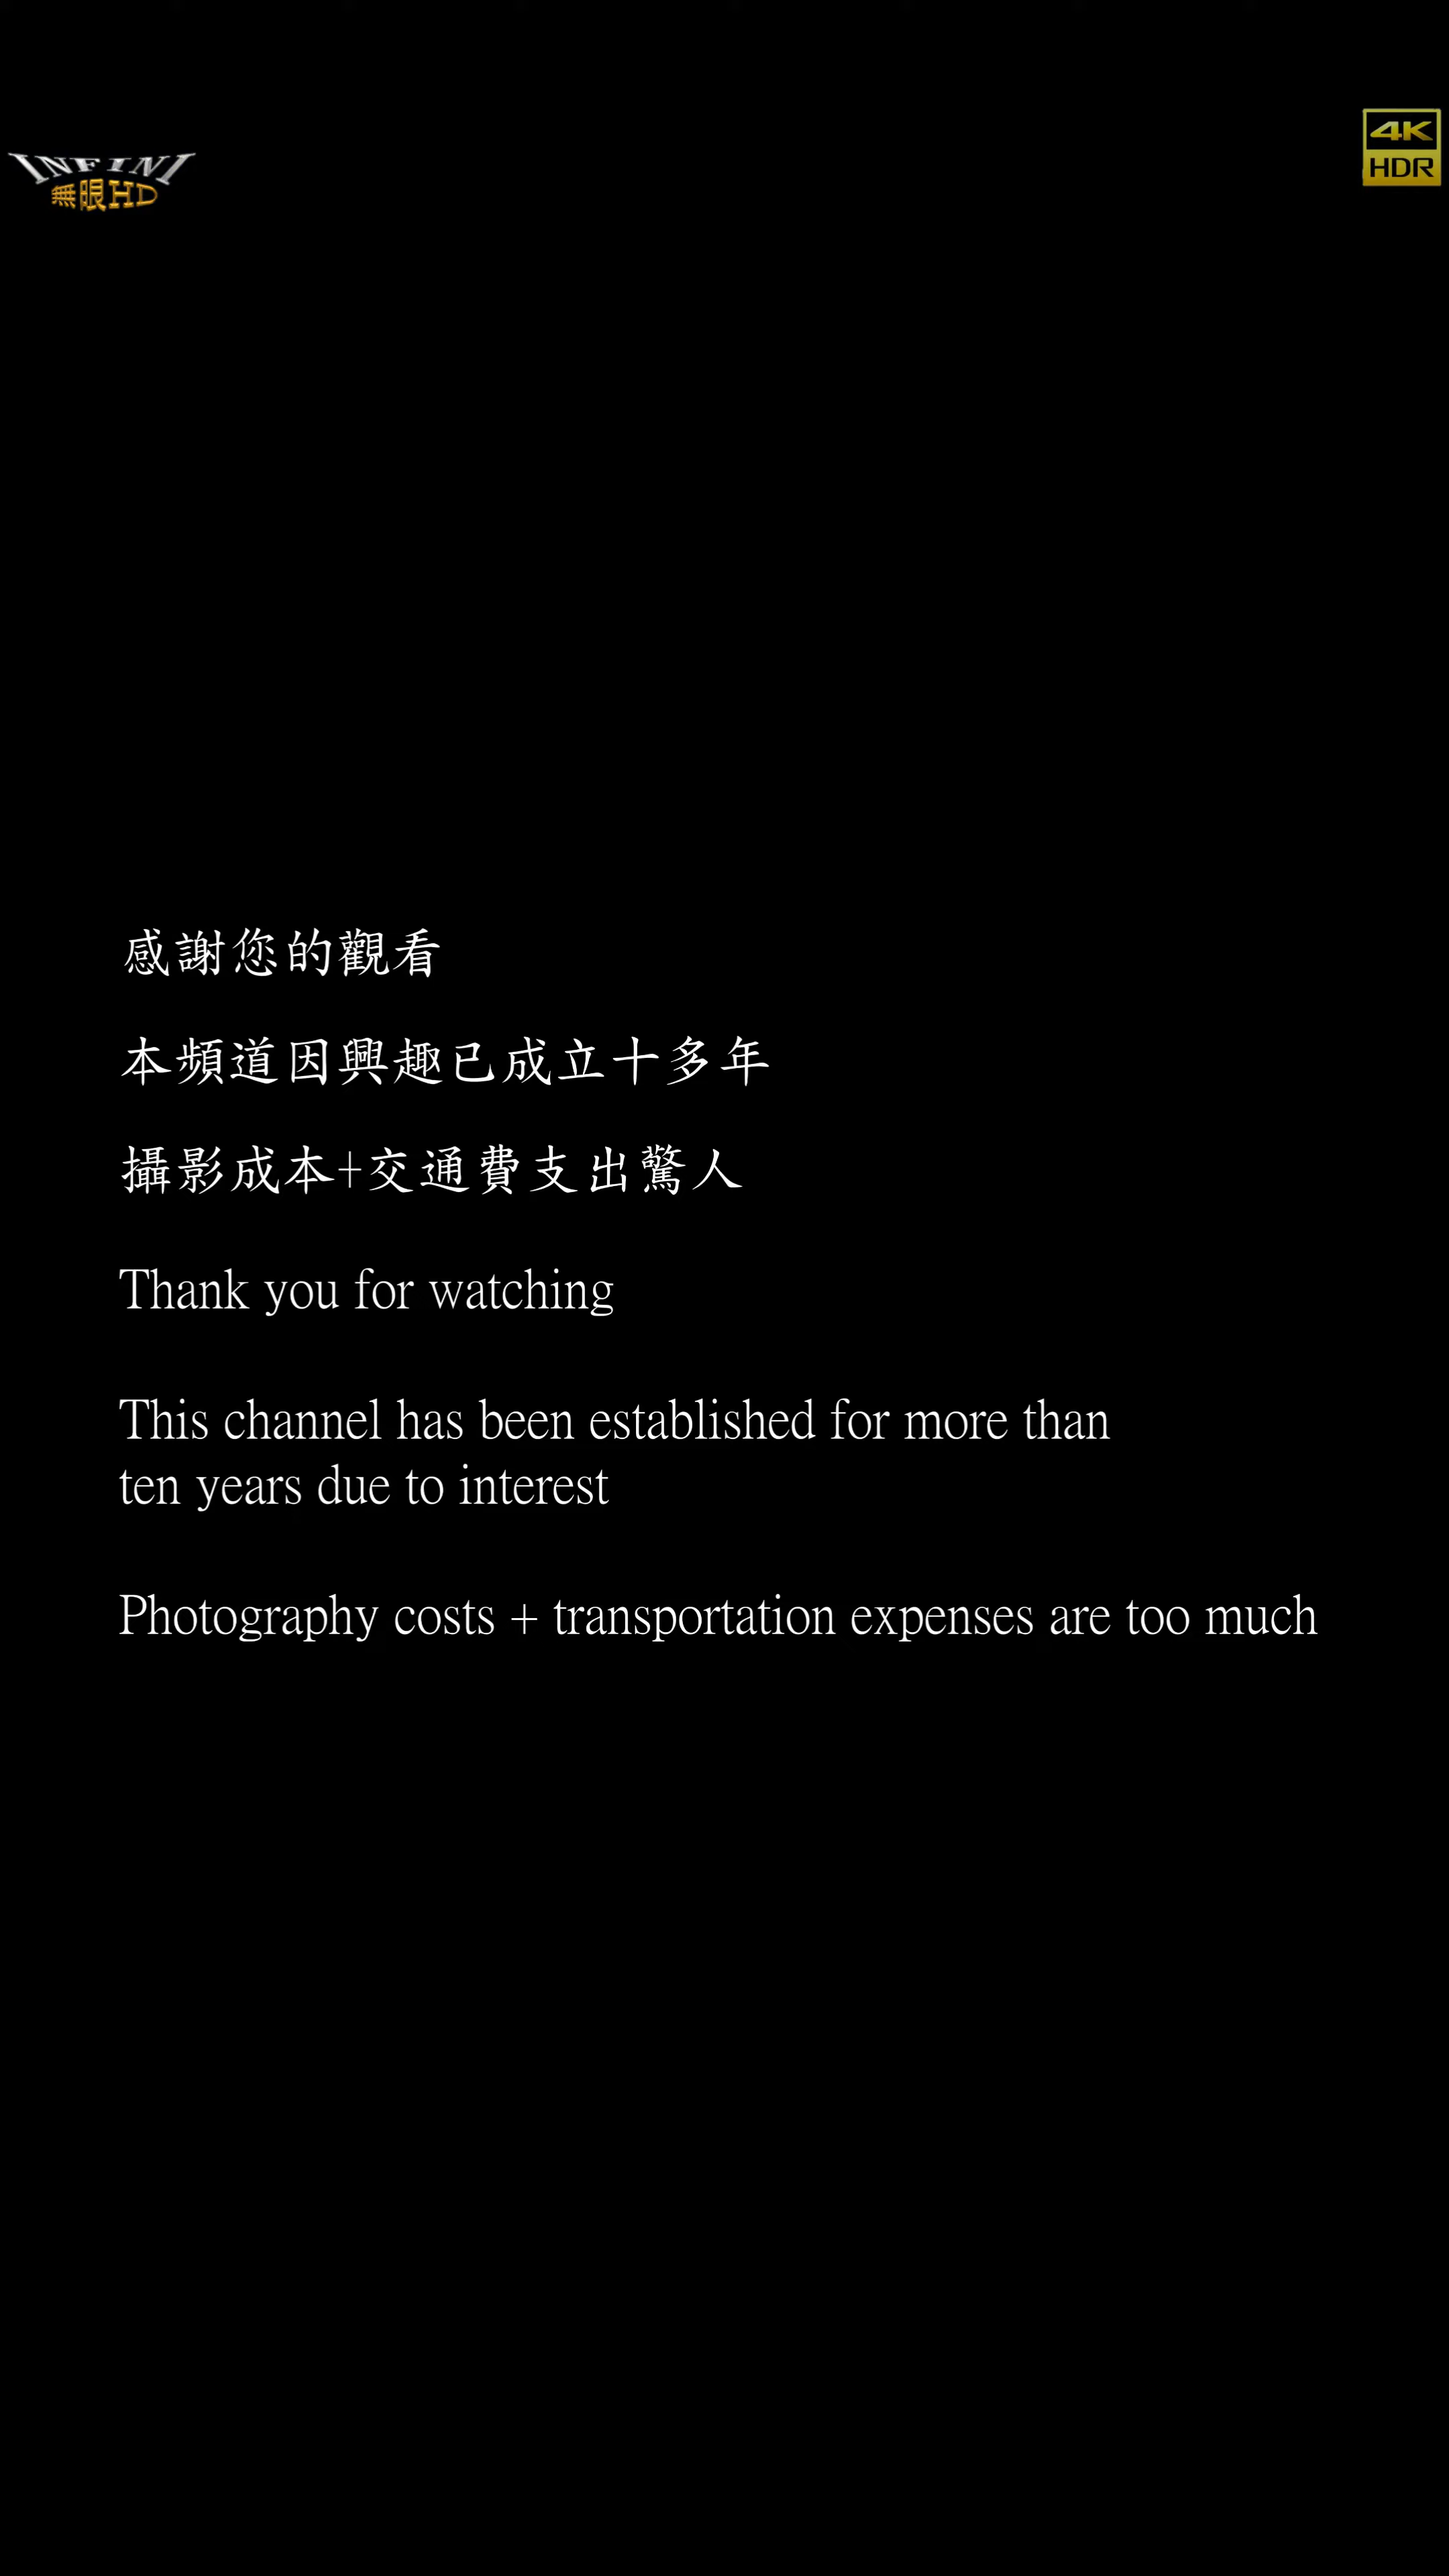 INFINI
無限HD
4K
HDR
感謝您的觀看
本頻道因興趣已成立十多年
攝影成本+交通費支出驚人
Thank you for watching
This channel has been established for more than
ten years due to interest
Photography costs + transportation expenses are too much